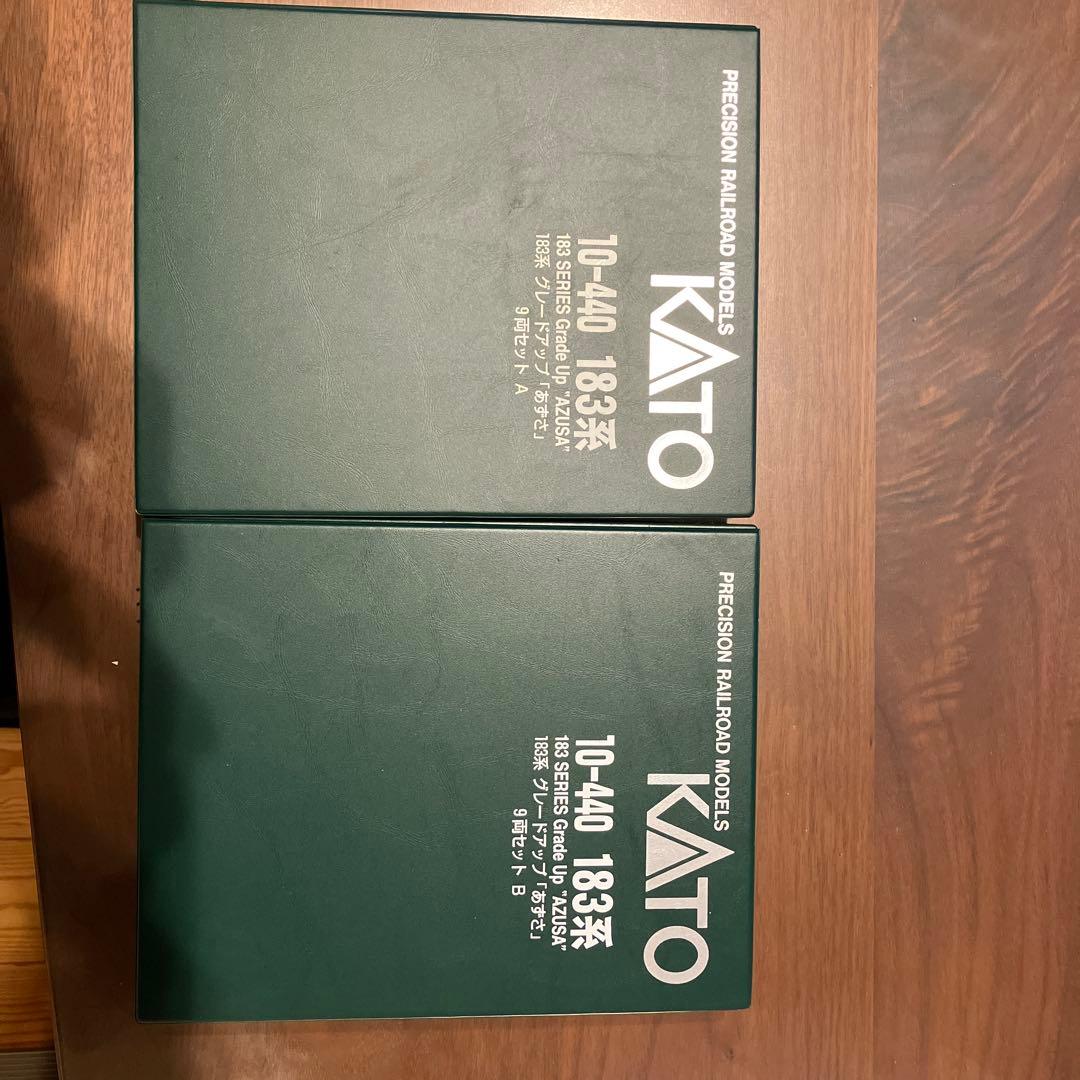 PRECISION RAILROAD MODELS
KATO
10-440 183系
183 SERIES Grade Up "AZUSA"
183系 グレードアップ「あずさ」
9両セット A
PRECISION RAILROAD MODELS
KATO
10-440 183系
183 SERIES Grade Up "AZUSA"
183系 グレードアップ「あずさ」
9両セット B